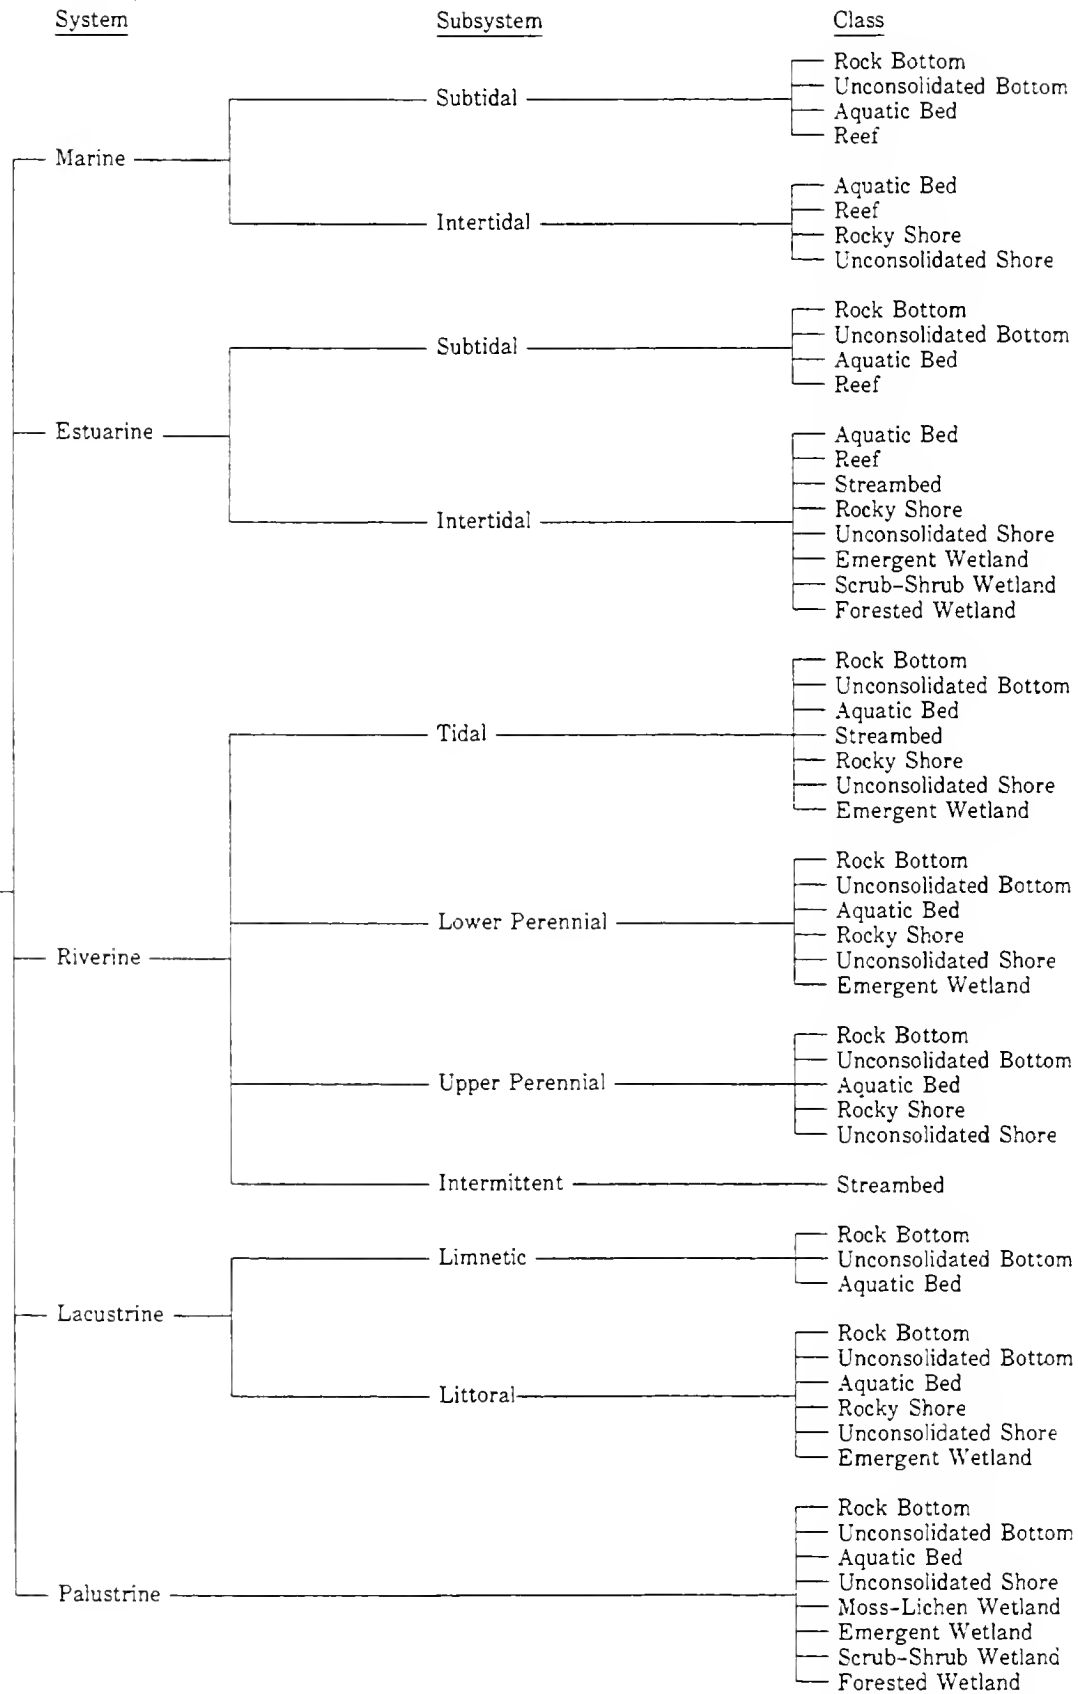 System Subsystem Class
Rock Bottom
Unconsolidated Bottom
Subtidal
Aquatic Bed
Reef
Marine
Aquatic Bed
Reef
Intertidal
Rocky Shore
Unconsolidated Shore
Rock Bottom
Unconsolidated Bottom
Subtidal
Aquatic Bed
Reef
Estuarine
Aquatic Bed
Reef
Streambed
Rocky Shore
Intertidal
Unconsolidated Shore
Emergent Wetland
Scrub-Shrub Wetland
Forested Wetland
Rock Bottom
Unconsolidated Bottom
Aquatic Bed
Tidal
Streambed
Rocky Shore
Unconsolidated Shore
Emergent Wetland
Rock Bottom
Unconsolidated Bottom
Aquatic Bed
Lower Perennial
Rocky Shore
Unconsolidated Shore
Emergent Wetland
Riverine
Rock Bottom
Unconsolidated Bottom
Upper Perennial
Aquatic Bed
Rocky Shore
Unconsolidated Shore
Intermittent
Streambed
Rock Bottom
Limnetic
Unconsolidated Bottom
Aquatic Bed
Lacustrine
Rock Bottom
Unconsolidated Bottom
Aquatic Bed
Littoral
Rocky Shore
Unconsolidated Shore
Emergent Wetland
Rock Bottom
Unconsolidated Bottom
Aquatic Bed
Unconsolidated Shore
Palustrine
Moss-Lichen Wetland
Emergent Wetland
Scrub-Shrub Wetland
Forested Wetland